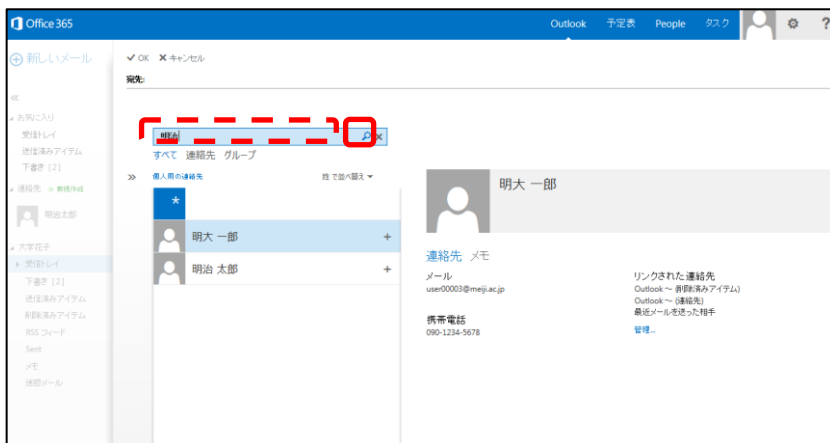 Office 365
Outlook 予定表 People タスク ?
新しいメール
✓ OK ✕ キャンセル
宛先:
«
お気に入り
受信トレイ
送信済みアイテム
下書き [2]
連絡先 新規作成
明治太郎
大学花子
受信トレイ
下書き [2]
送信済みアイテム
削除済みアイテム
RSS フィード
Sent
メモ
迷惑メール
明治
すべて 連絡先 グループ
» 個人用の連絡先 姓 で並べ替え
*
明大 一郎 +
明治 太郎 +
明大 一郎
連絡先 メモ
メール
user00003@meiji.ac.jp
携帯電話
090-1234-5678
リンクされた連絡先
Outlook ～ (削除済みアイテム)
Outlook ～ (連絡先)
最近メールを送った相手
管理...